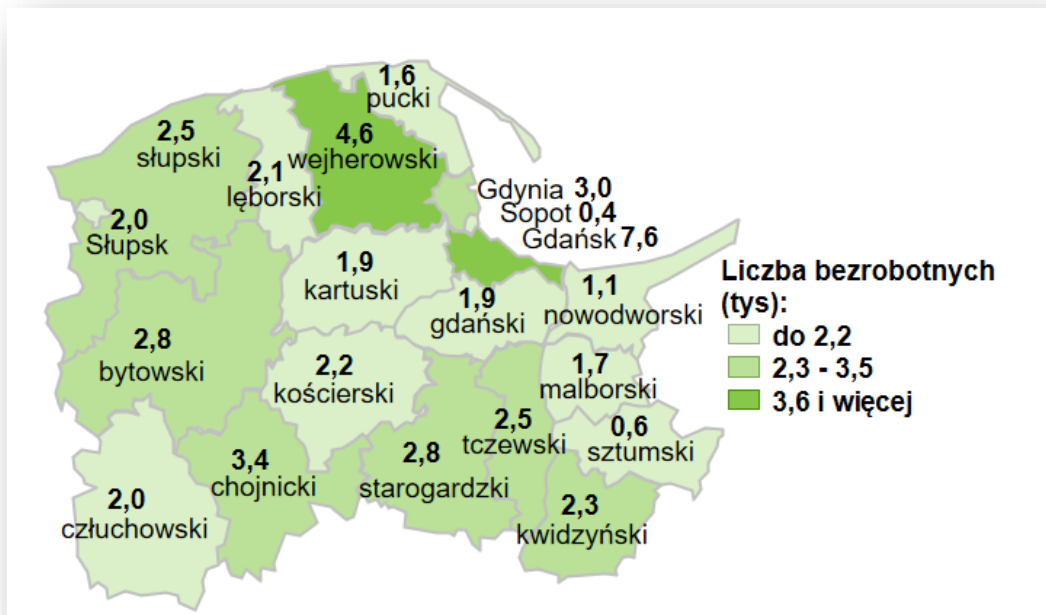 1,6
pucki
2,5
słupski
4,6
wejherowski
2,1
lęborski
Gdynia 3,0
Sopot 0,4
Gdańsk 7,6
2,0
Słupsk
1,9
kartuski
1,9
gdański
1,1
nowodworski
2,8
bytowski
2,2
kościerski
1,7
malborski
2,5
tczewski
0,6
sztumski
3,4
chojnicki
2,8
starogardzki
2,0
człuchowski
2,3
kwidzyński
Liczba bezrobotnych
(tys):
do 2,2
2,3 - 3,5
3,6 i więcej